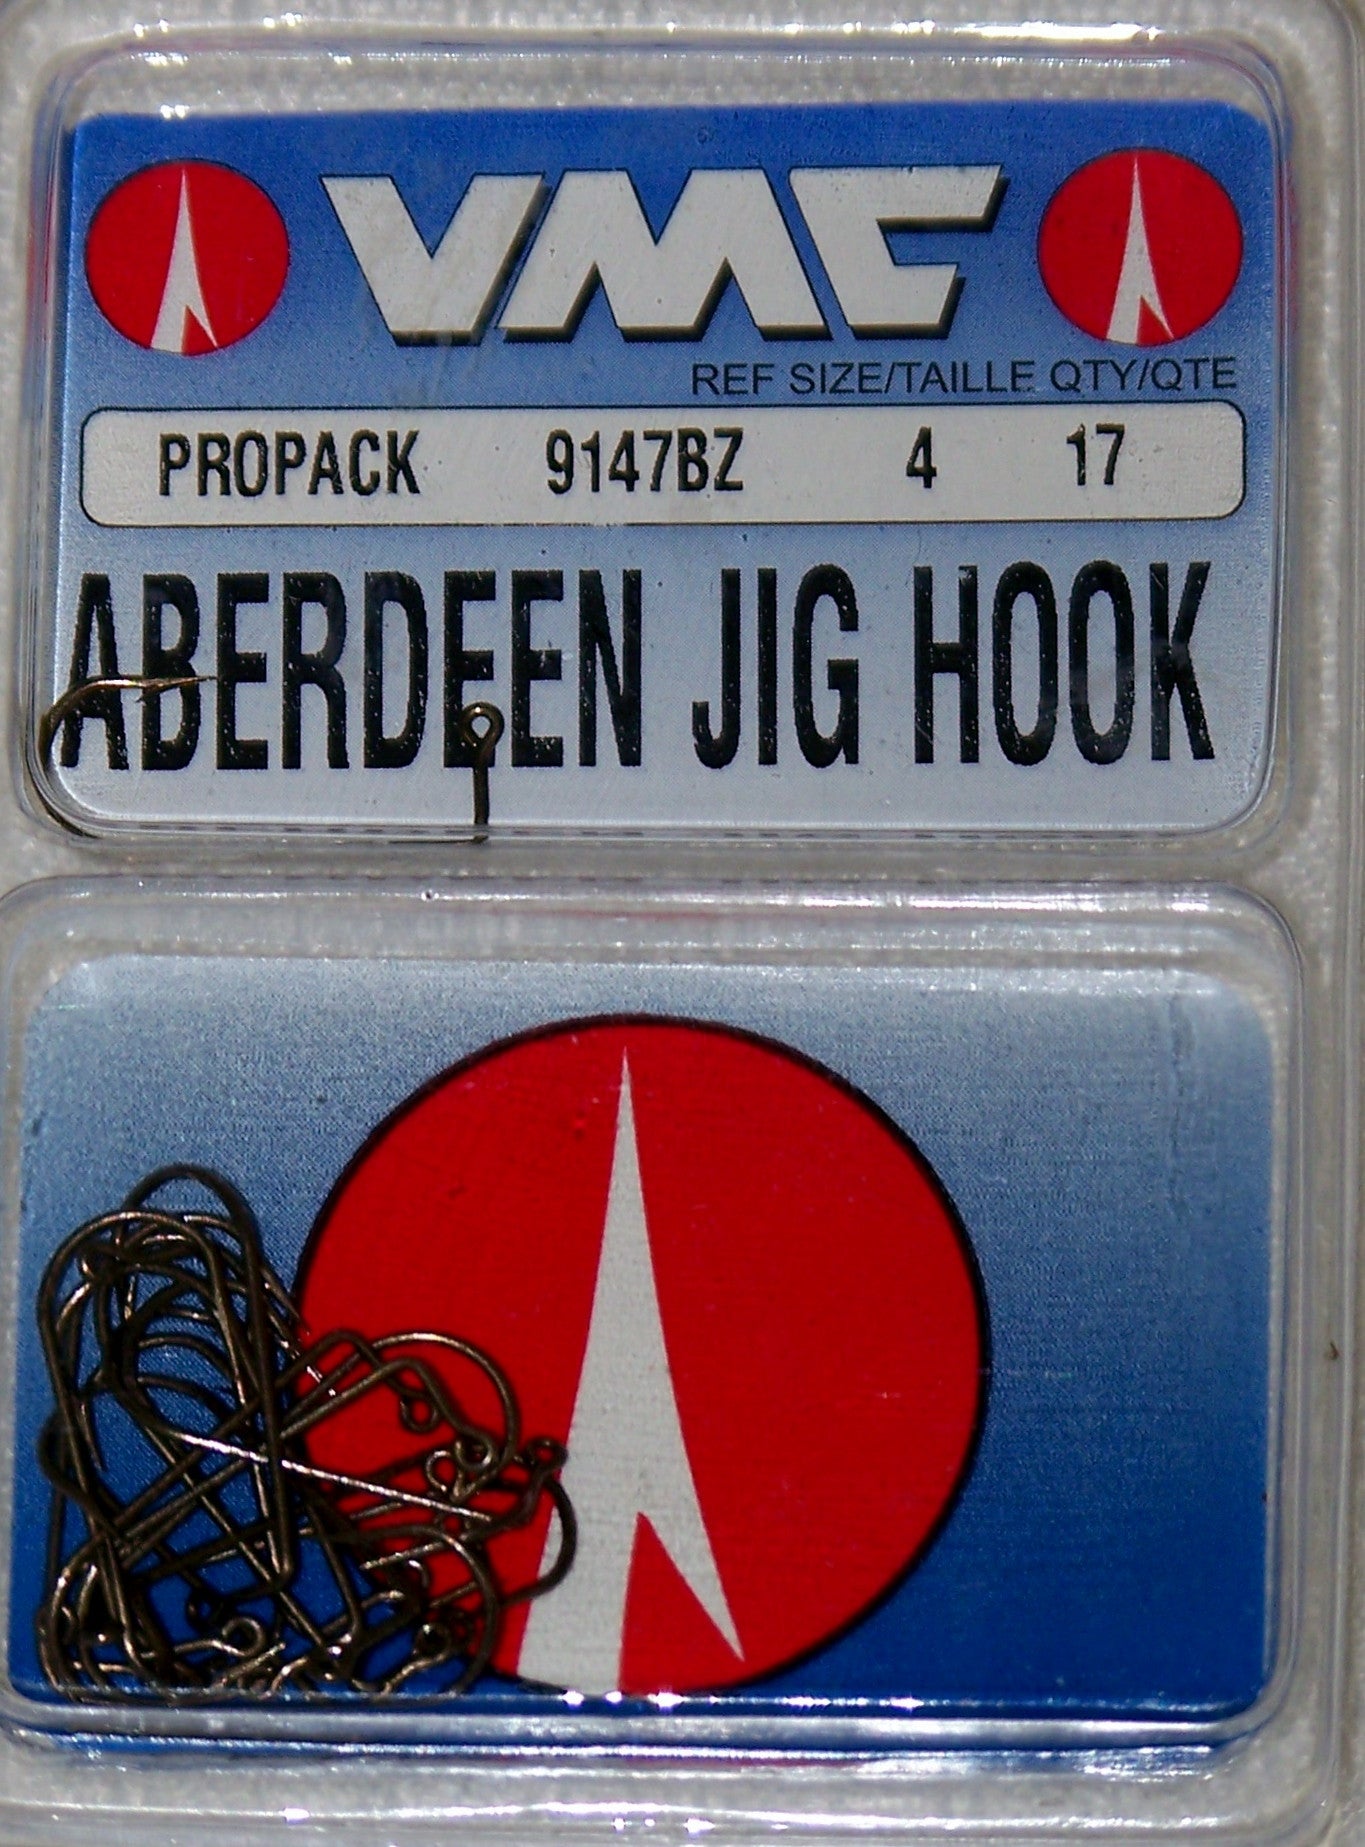 VMC
REF SIZE/TAILLE QTY/QTE
PROPACK 9147BZ 4 17
ABERDEEN JIG HOOK